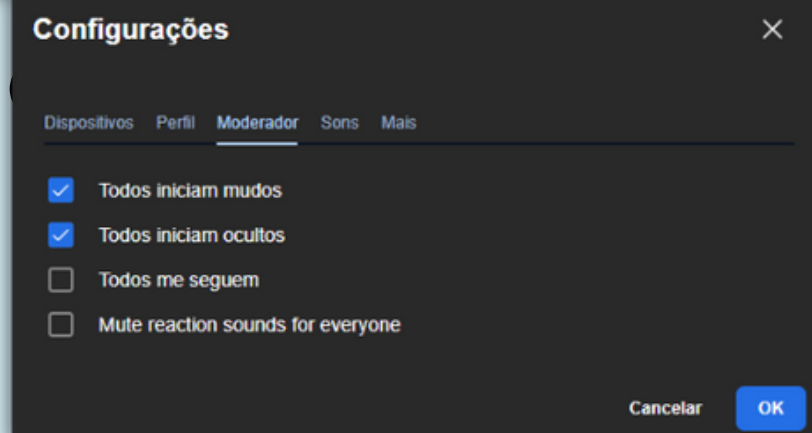 Configurações
Dispositivos Perfil Moderador Sons Mais
Todos iniciam mudos
Todos iniciam ocultos
Todos me seguem
Mute reaction sounds for everyone
Cancelar OK